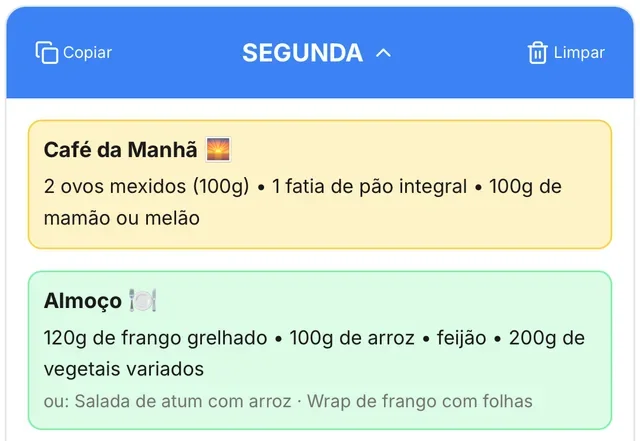 Copiar SEGUNDA Limpar
Café da Manhã
2 ovos mexidos (100g) • 1 fatia de pão integral • 100g de
mamão ou melão
Almoço
120g de frango grelhado • 100g de arroz • feijão • 200g de
vegetais variados
ou: Salada de atum com arroz · Wrap de frango com folhas